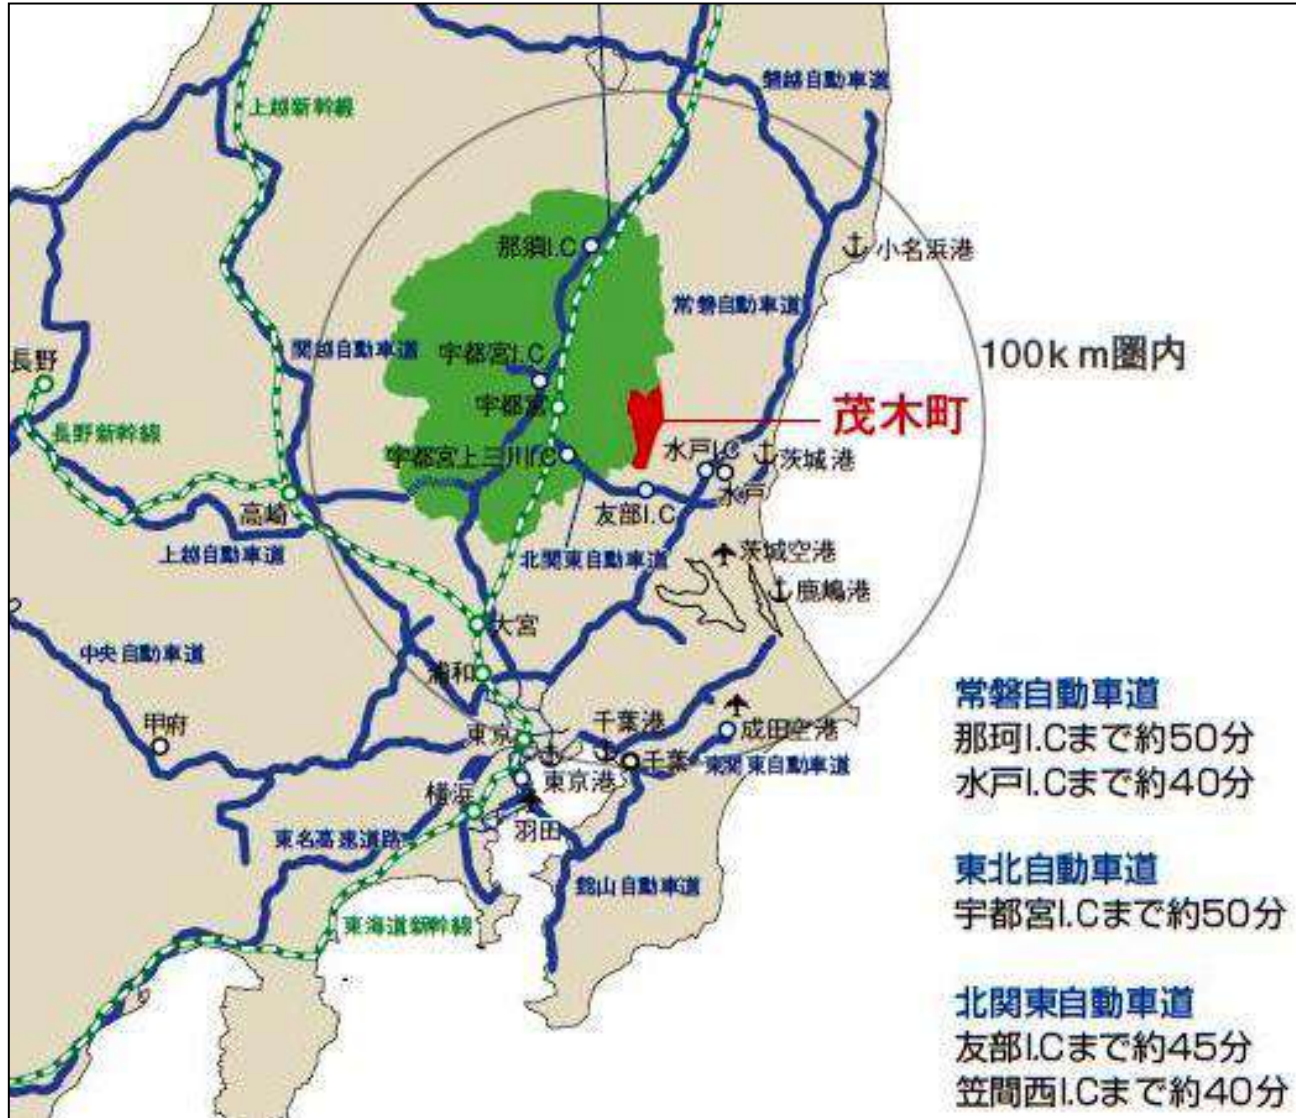 磐越自動車道
上越新幹線
那須I.C
小名浜港
常磐自動車道
関越自動車道
宇都宮I.C
100km圏内
長野
宇都宮
茂木町
長野新幹線
宇都宮上三川I.C
水戸I.C
茨城港
水戸
高崎
友部I.C
上越自動車道
北関東自動車道
茨城空港
鹿嶋港
大宮
中央自動車道
浦和
甲府
千葉港
東京
成田空港
千葉
東関東自動車道
東京港
横浜
羽田
東名高速道路
館山自動車道
東海道新幹線
常磐自動車道
那珂I.Cまで約50分
水戸I.Cまで約40分
東北自動車道
宇都宮I.Cまで約50分
北関東自動車道
友部I.Cまで約45分
笠間西I.Cまで約40分